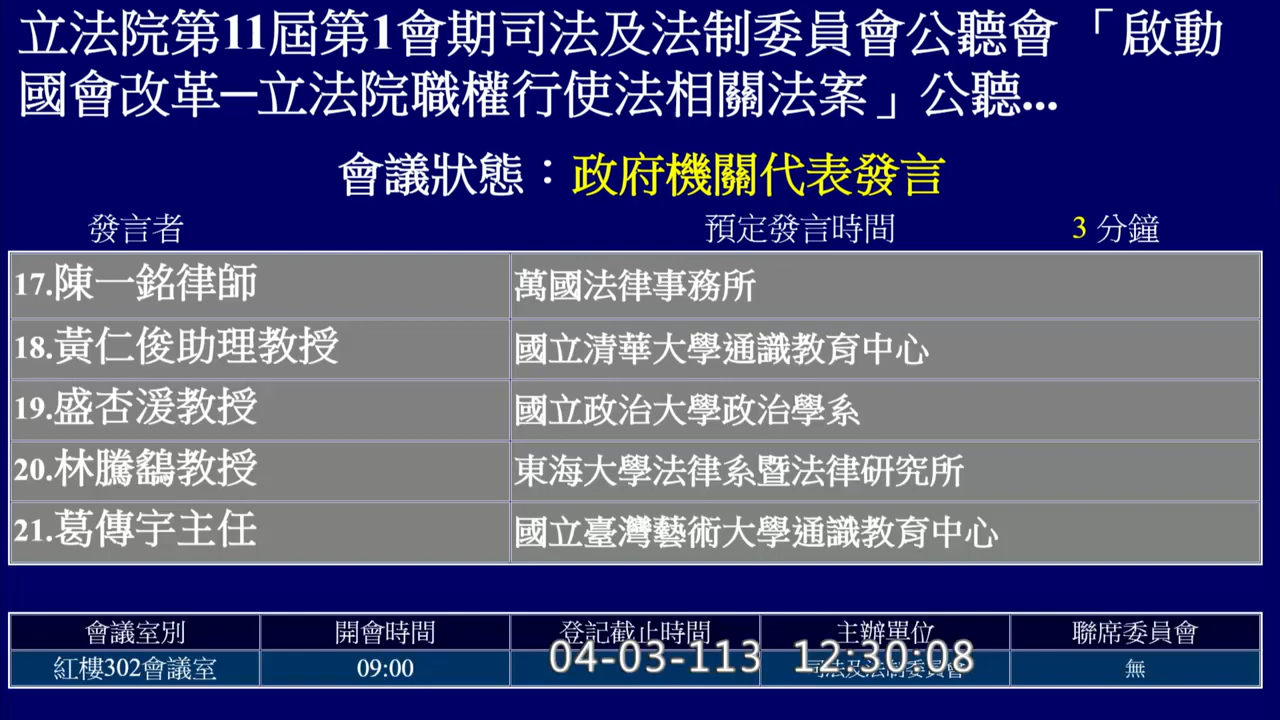 立法院第11屆第1會期司法及法制委員會公聽會 「啟動
國會改革─立法院職權行使法相關法案」公聽...
會議狀態：政府機關代表發言
發言者 預定發言時間 3 分鐘
17.陳一銘律師 萬國法律事務所
18.黃仁俊助理教授 國立清華大學通識教育中心
19.盛杏湲教授 國立政治大學政治學系
20.林騰鷂教授 東海大學法律系暨法律研究所
21.葛傳宇主任 國立臺灣藝術大學通識教育中心
會議室別 開會時間 登記截止時間 主辦單位 聯席委員會
紅樓302會議室 09:00 司法及法制委員會 無
04-03-113 12:30:08